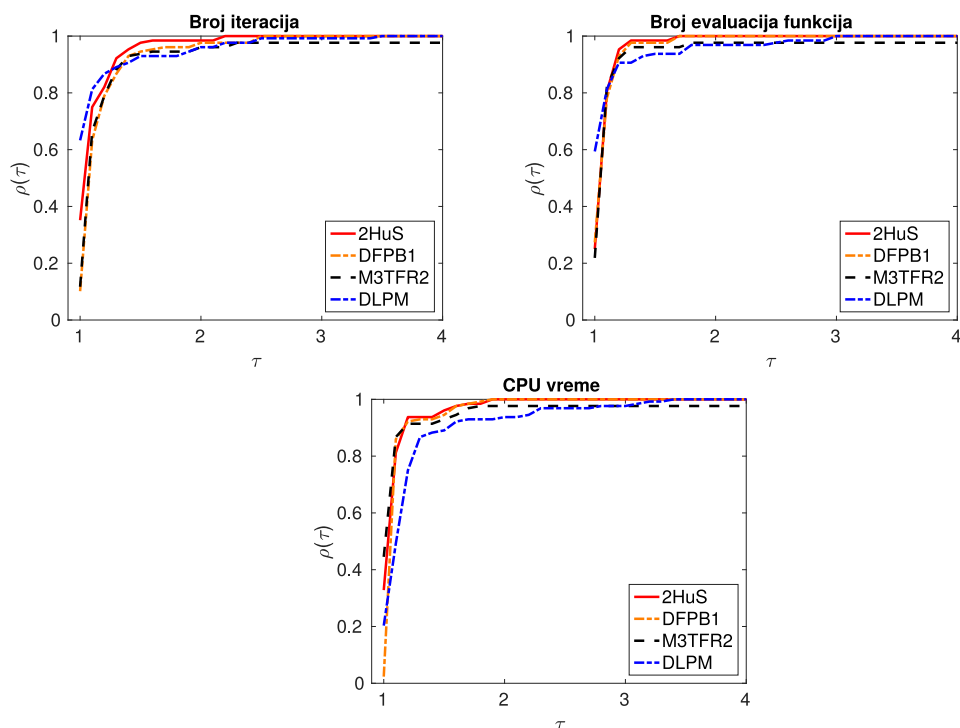 Broj iteracija
1
0.8
0.6
0.4
0.2
0
ρ(τ)
1
2
3
4
τ
2HuS
DFPB1
M3TFR2
DLPM
Broj evaluacija funkcija
1
0.8
0.6
0.4
0.2
0
ρ(τ)
1
2
3
4
τ
2HuS
DFPB1
M3TFR2
DLPM
CPU vreme
1
0.8
0.6
0.4
0.2
0
ρ(τ)
1
2
3
4
τ
2HuS
DFPB1
M3TFR2
DLPM